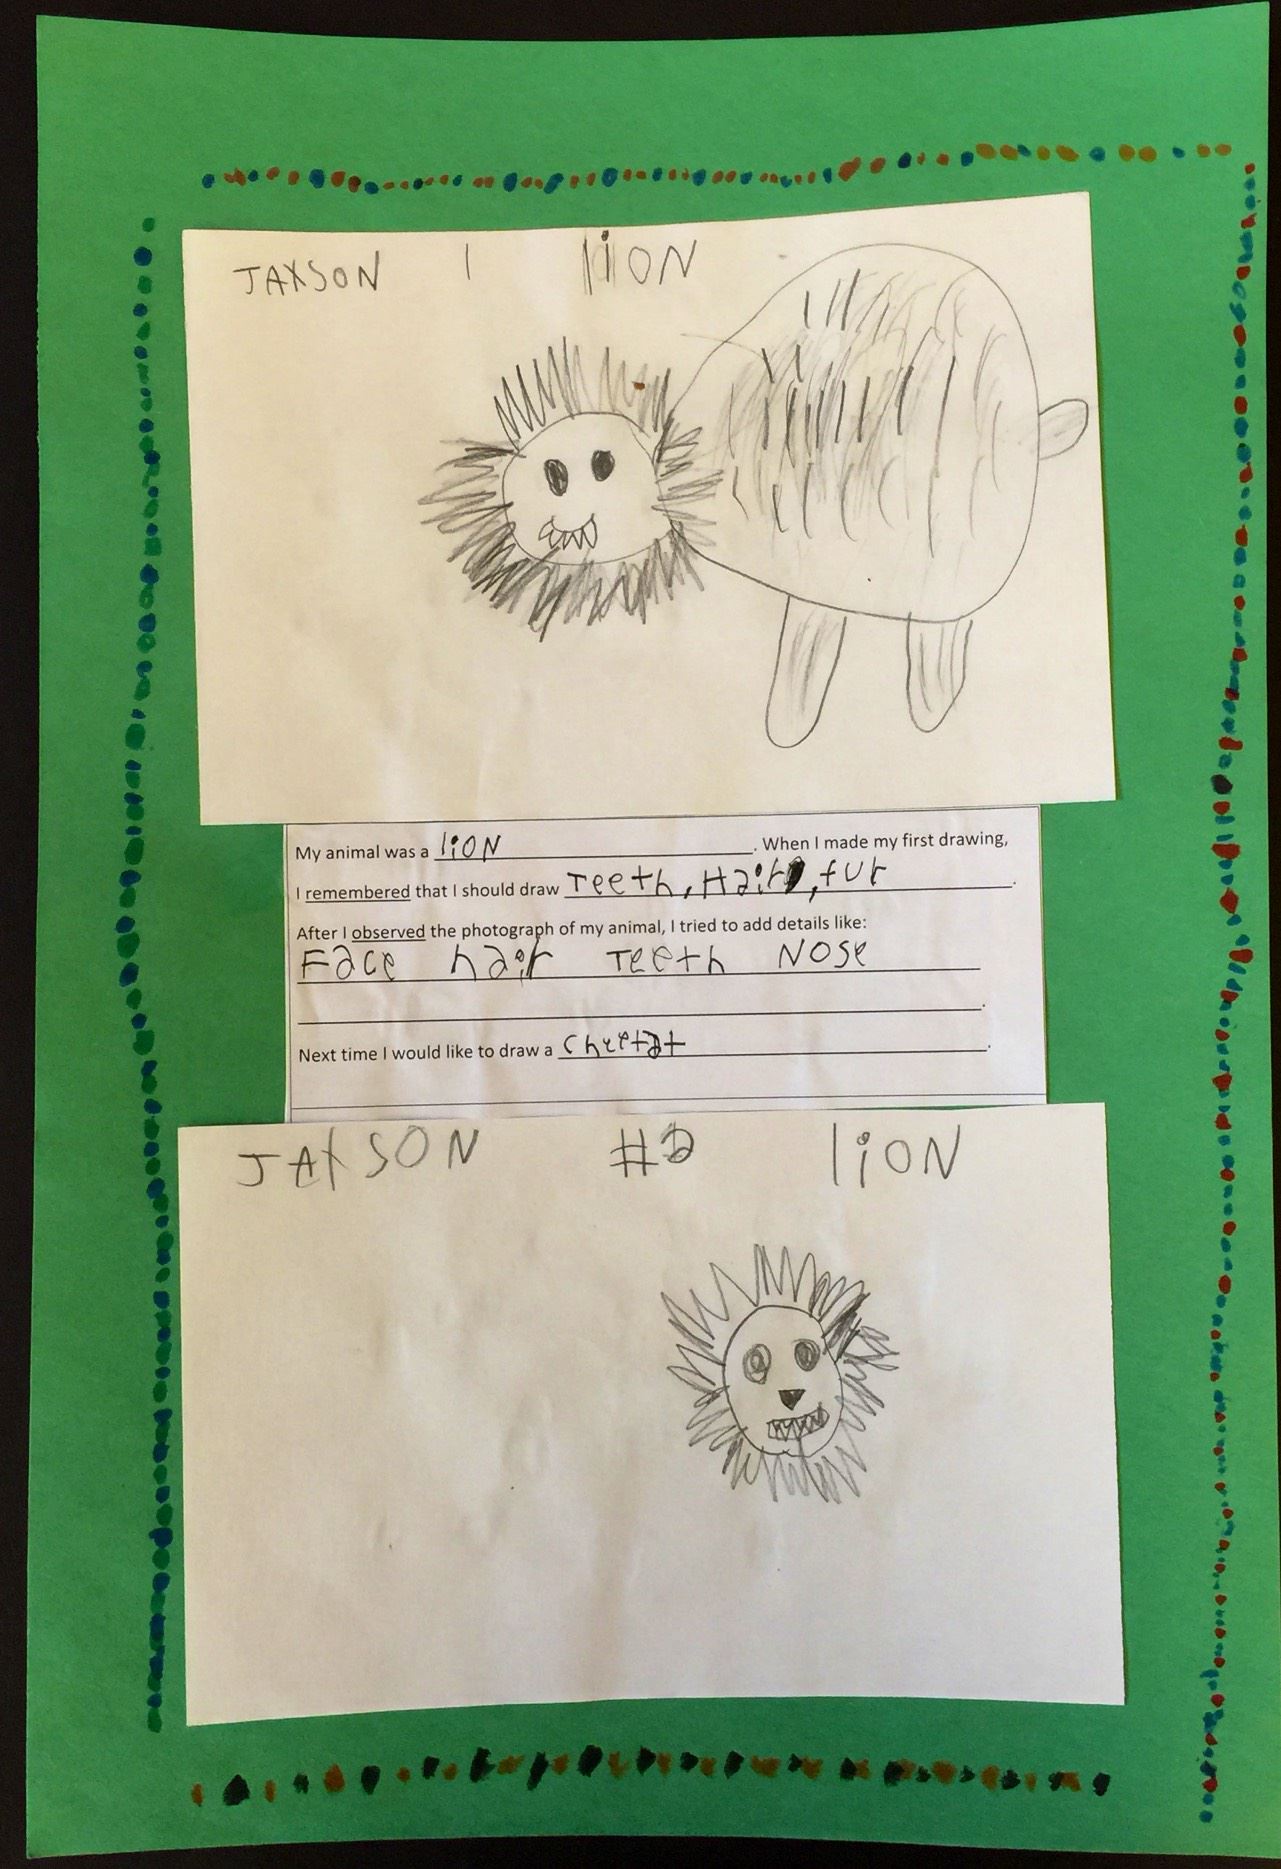 JAXSON 1 lION
My animal was a lION. When I made my first drawing,
I remembered that I should draw Teeth, Hair, fur.
After I observed the photograph of my animal, I tried to add details like:
Face hair Teeth Nose
.
Next time I would like to draw a cheetat.
JAXSON #2 liON